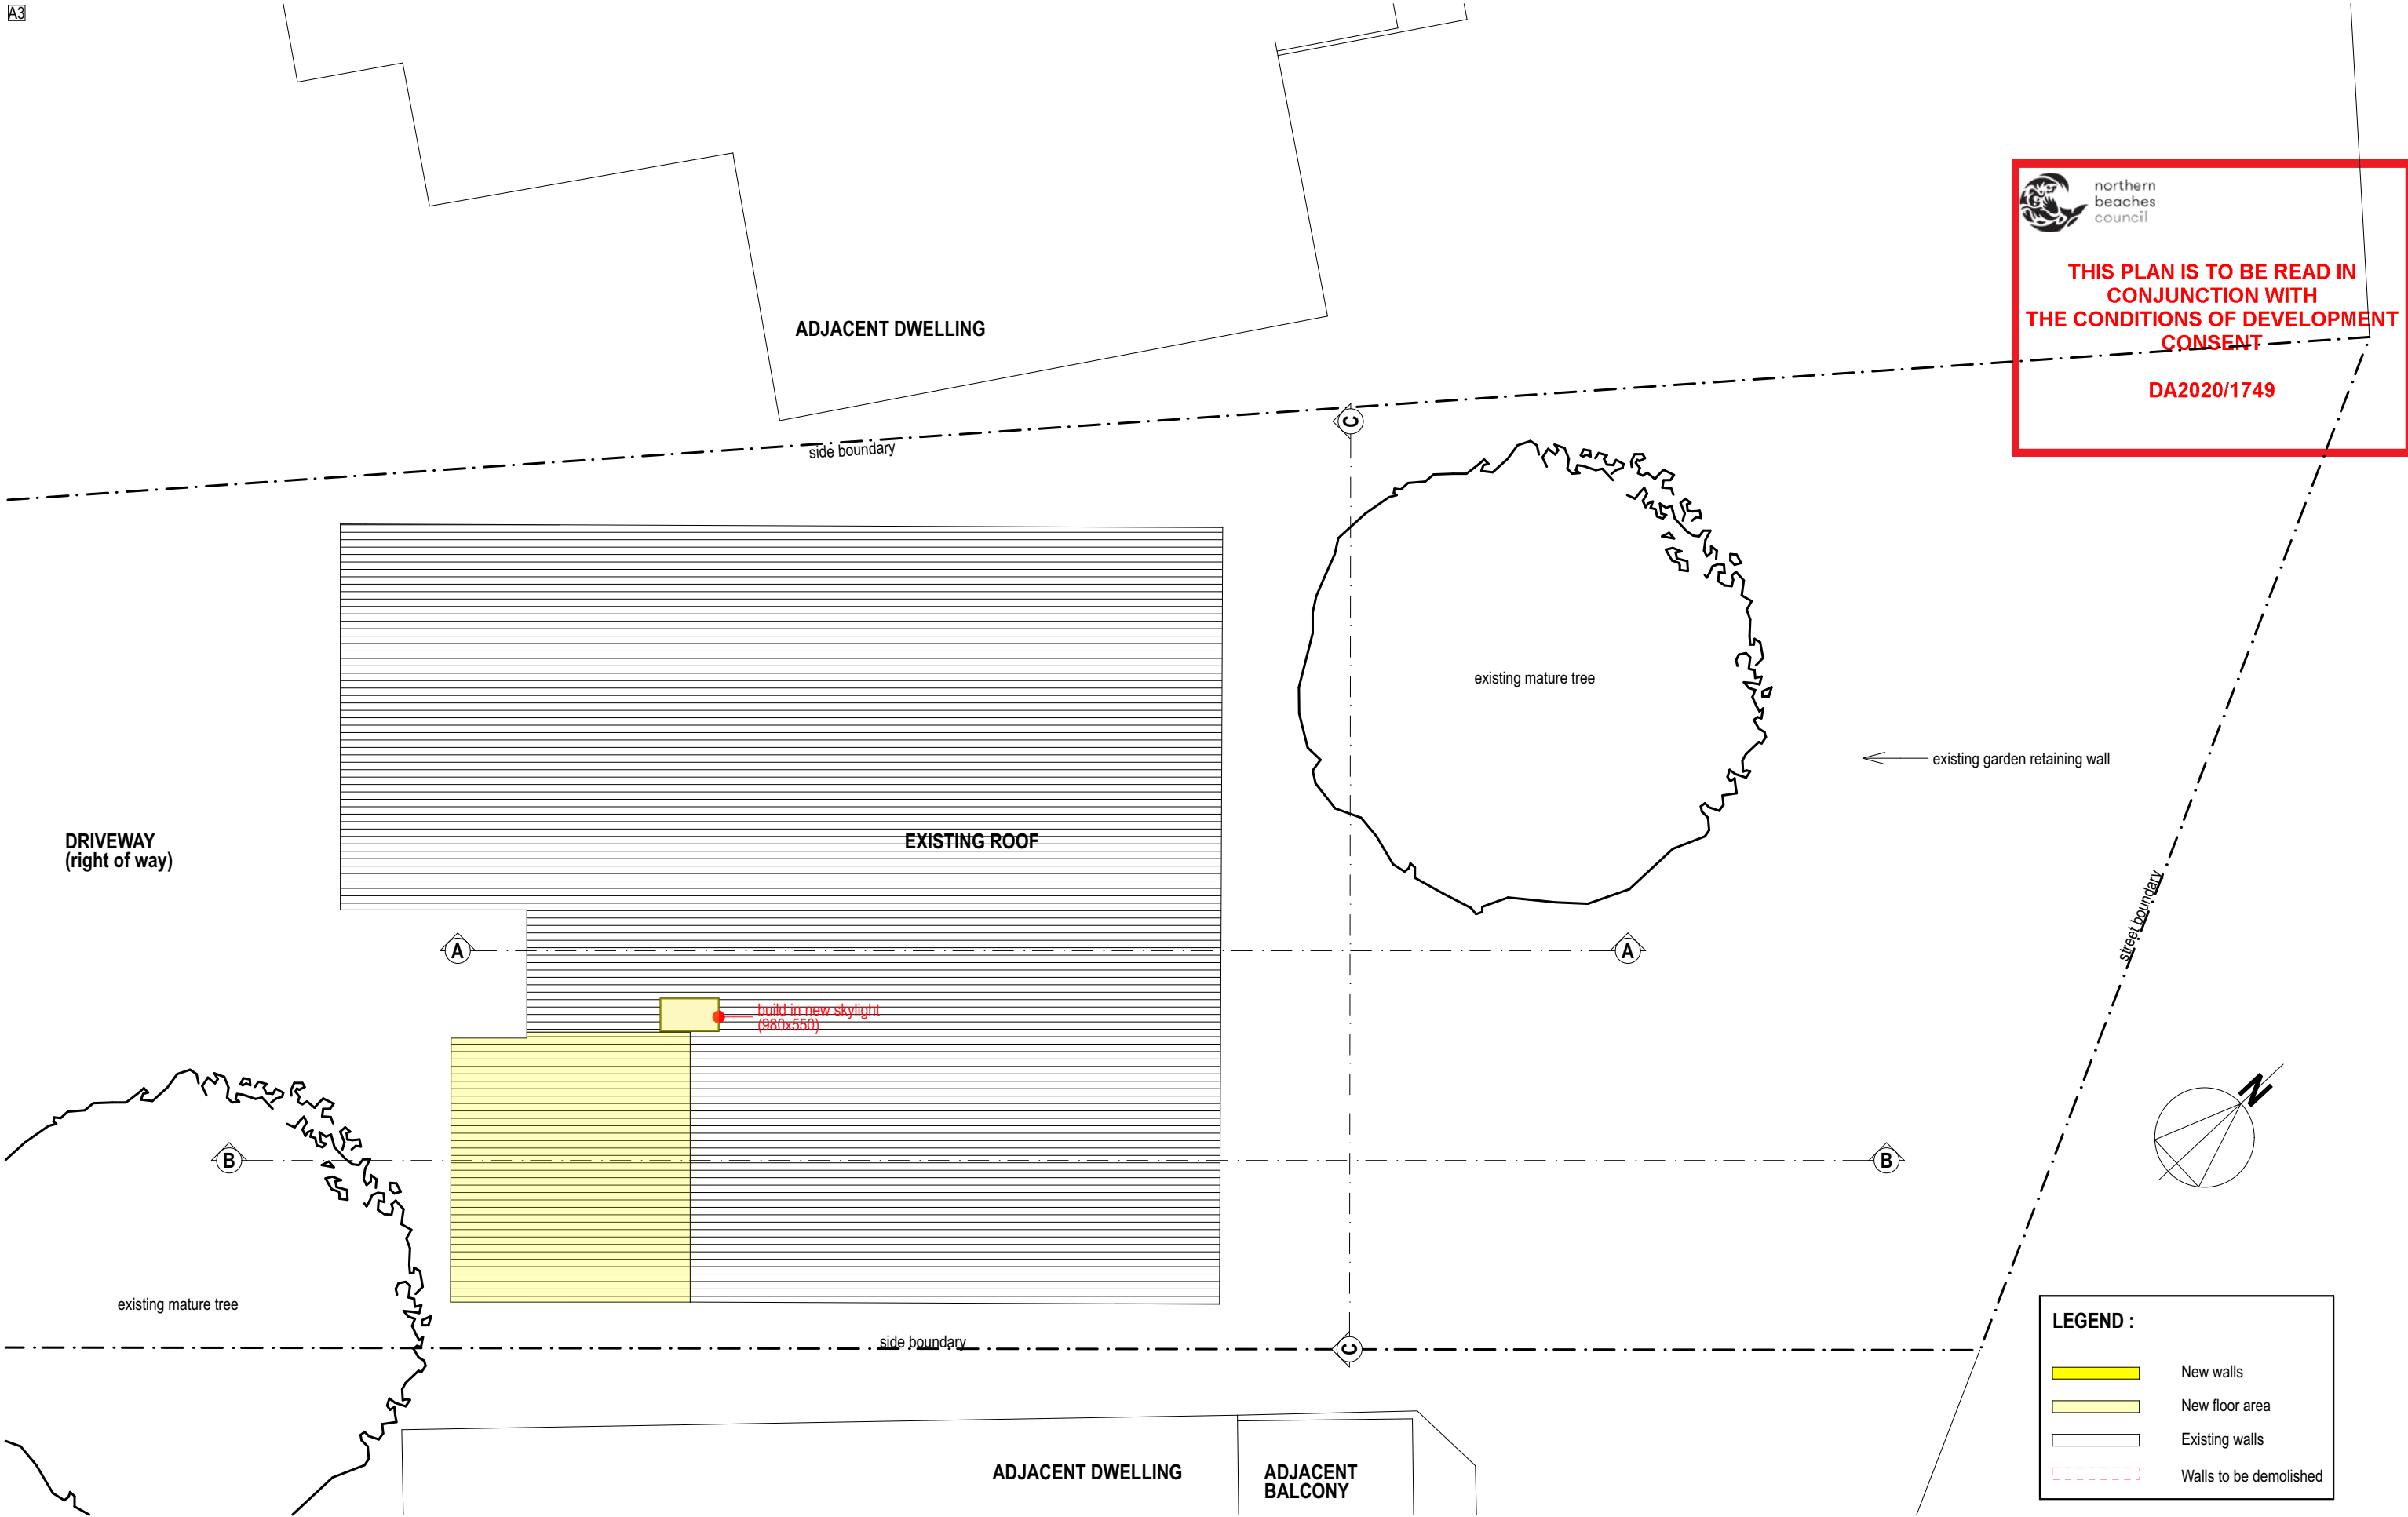 A3
northern
beaches
council
THIS PLAN IS TO BE READ IN
CONJUNCTION WITH
THE CONDITIONS OF DEVELOPMENT
CONSENT
DA2020/1749
ADJACENT DWELLING
side boundary
C
existing mature tree
existing garden retaining wall
DRIVEWAY
(right of way)
EXISTING ROOF
street boundary
A
A
build in new skylight
(980x550)
N
B
B
existing mature tree
side boundary
C
LEGEND :
New walls
New floor area
Existing walls
Walls to be demolished
ADJACENT DWELLING
ADJACENT
BALCONY